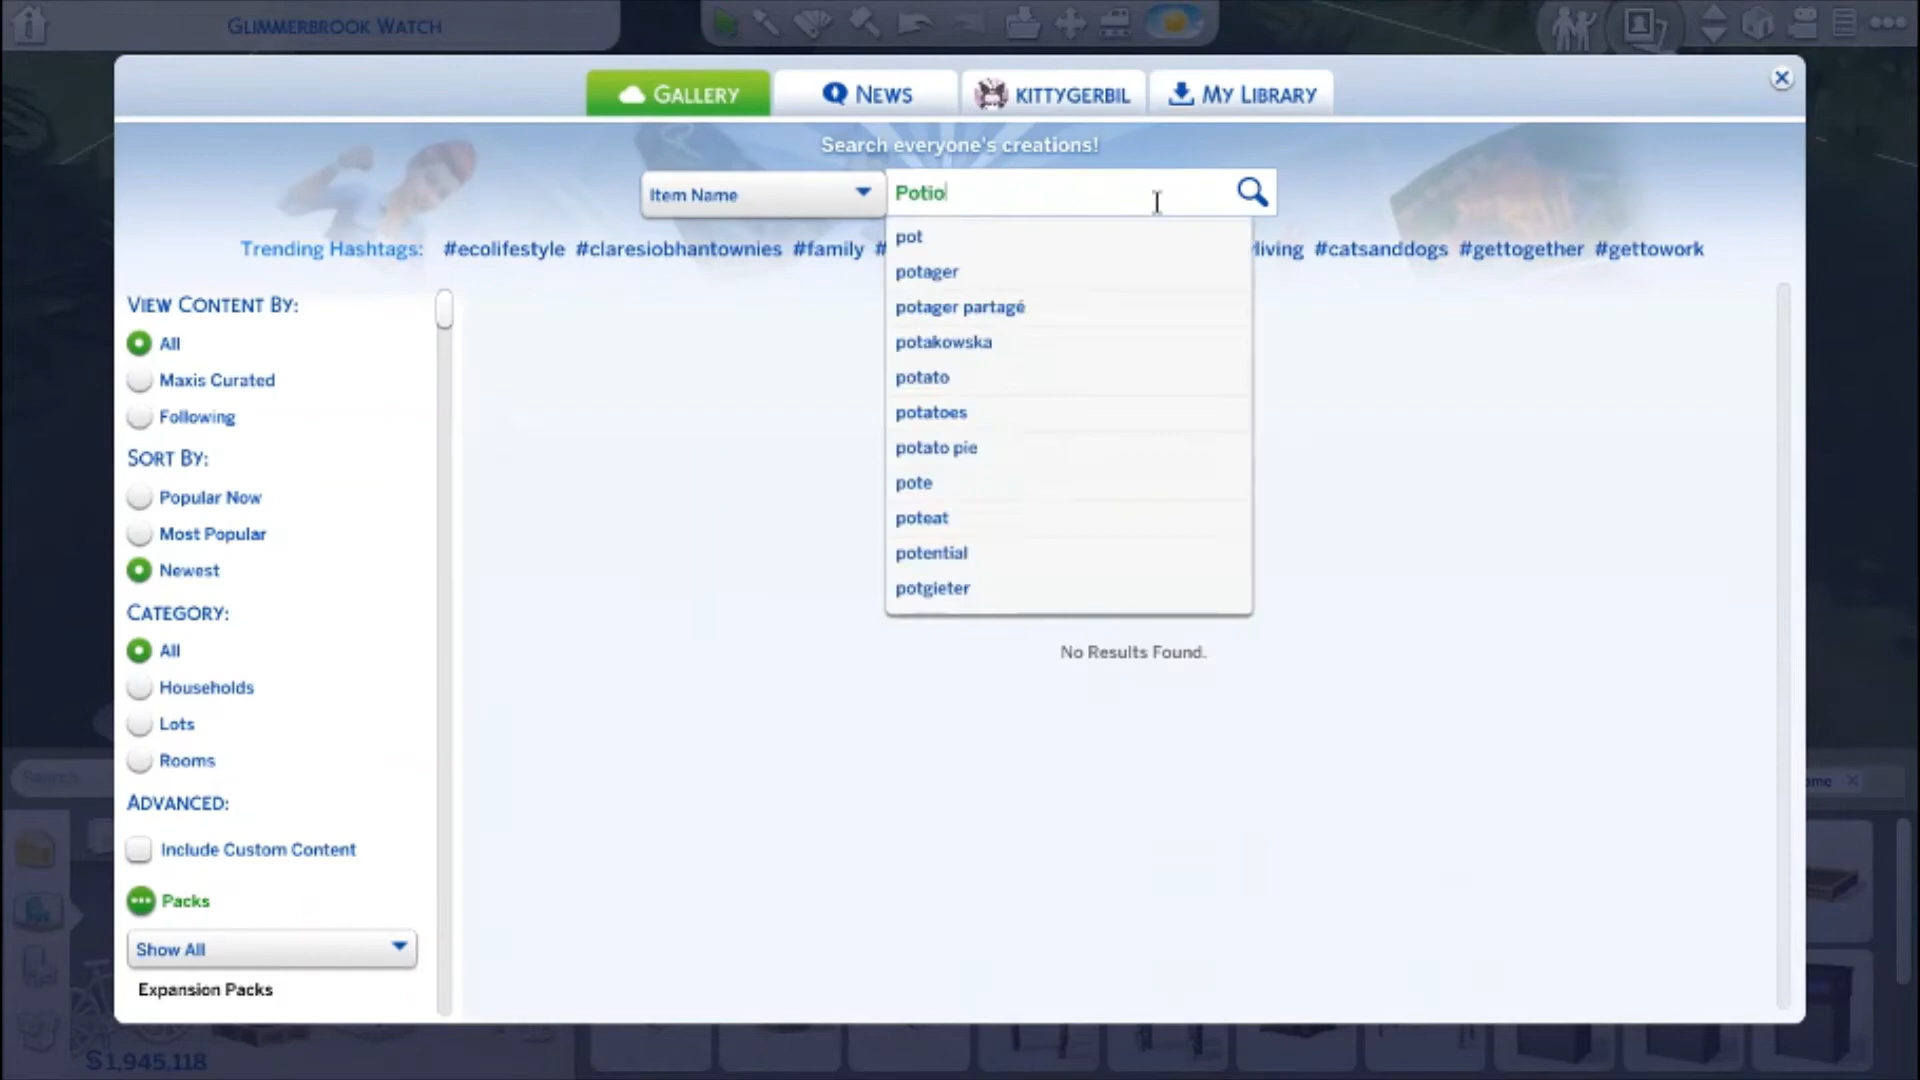 GLIMMERBROOK WATCH
GALLERY
NEWS
KITTYGERBIL
MY LIBRARY
Search everyone's creations!
Item Name
Potio
Trending Hashtags: #ecolifestyle #claresiobhantownies #family # living #catsanddogs #gettogether #gettowork
pot
potager
potager partagé
potakowska
potato
potatoes
potato pie
pote
poteat
potential
potgieter
VIEW CONTENT BY:
All
Maxis Curated
Following
SORT BY:
Popular Now
Most Popular
Newest
CATEGORY:
All
Households
Lots
Rooms
ADVANCED:
Include Custom Content
Packs
Show All
Expansion Packs
No Results Found.
Search
ome
§1,945,118